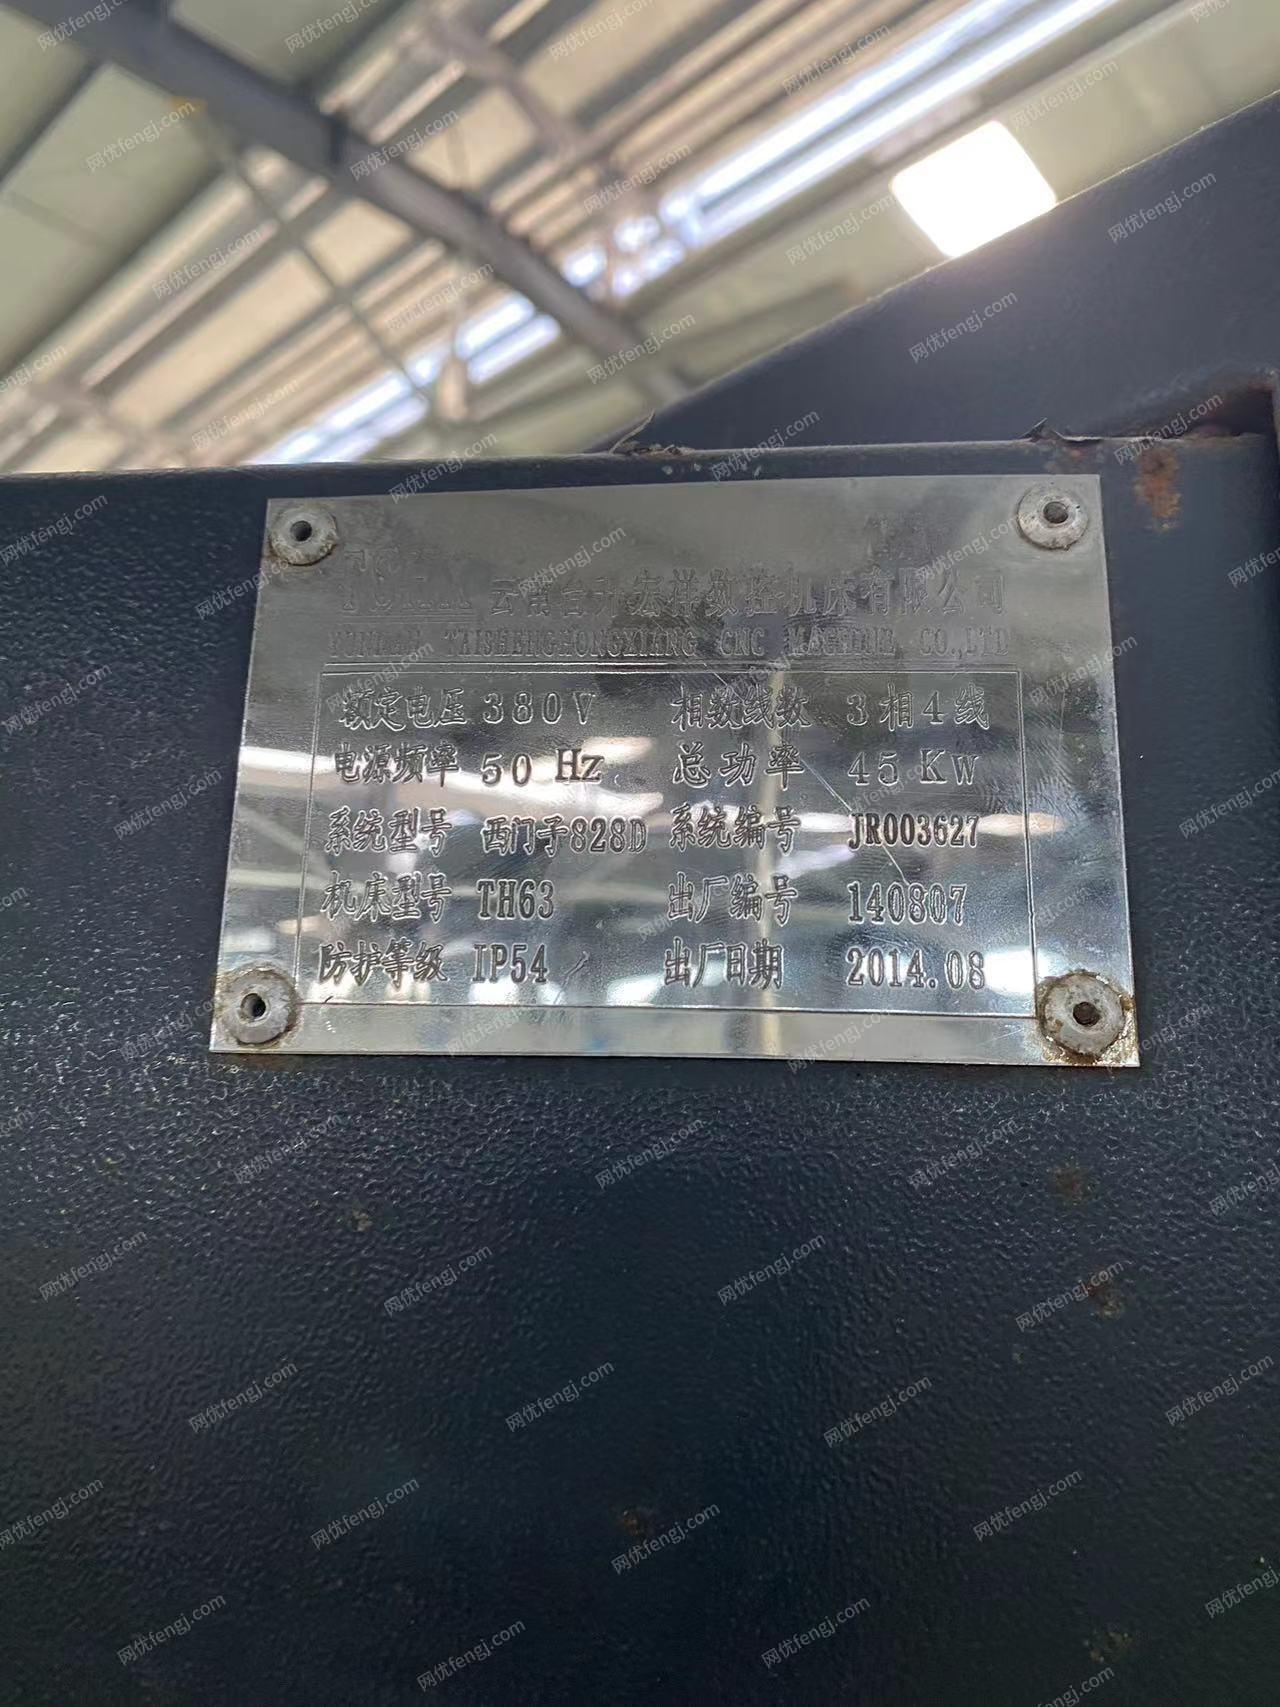 云南台升宏祥数控机床有限公司
YUNNAN TAISHENGHONGXIANG CNC MACHINE CO.,LTD
额定电压 380V 相数线数 3相4线
电源频率 50 Hz 总功率 45 KW
系统型号 西门子828D 系统编号 JR003627
机床型号 TH63 出厂编号 140807
防护等级 IP54 出厂日期 2014.08
网优fengj.com